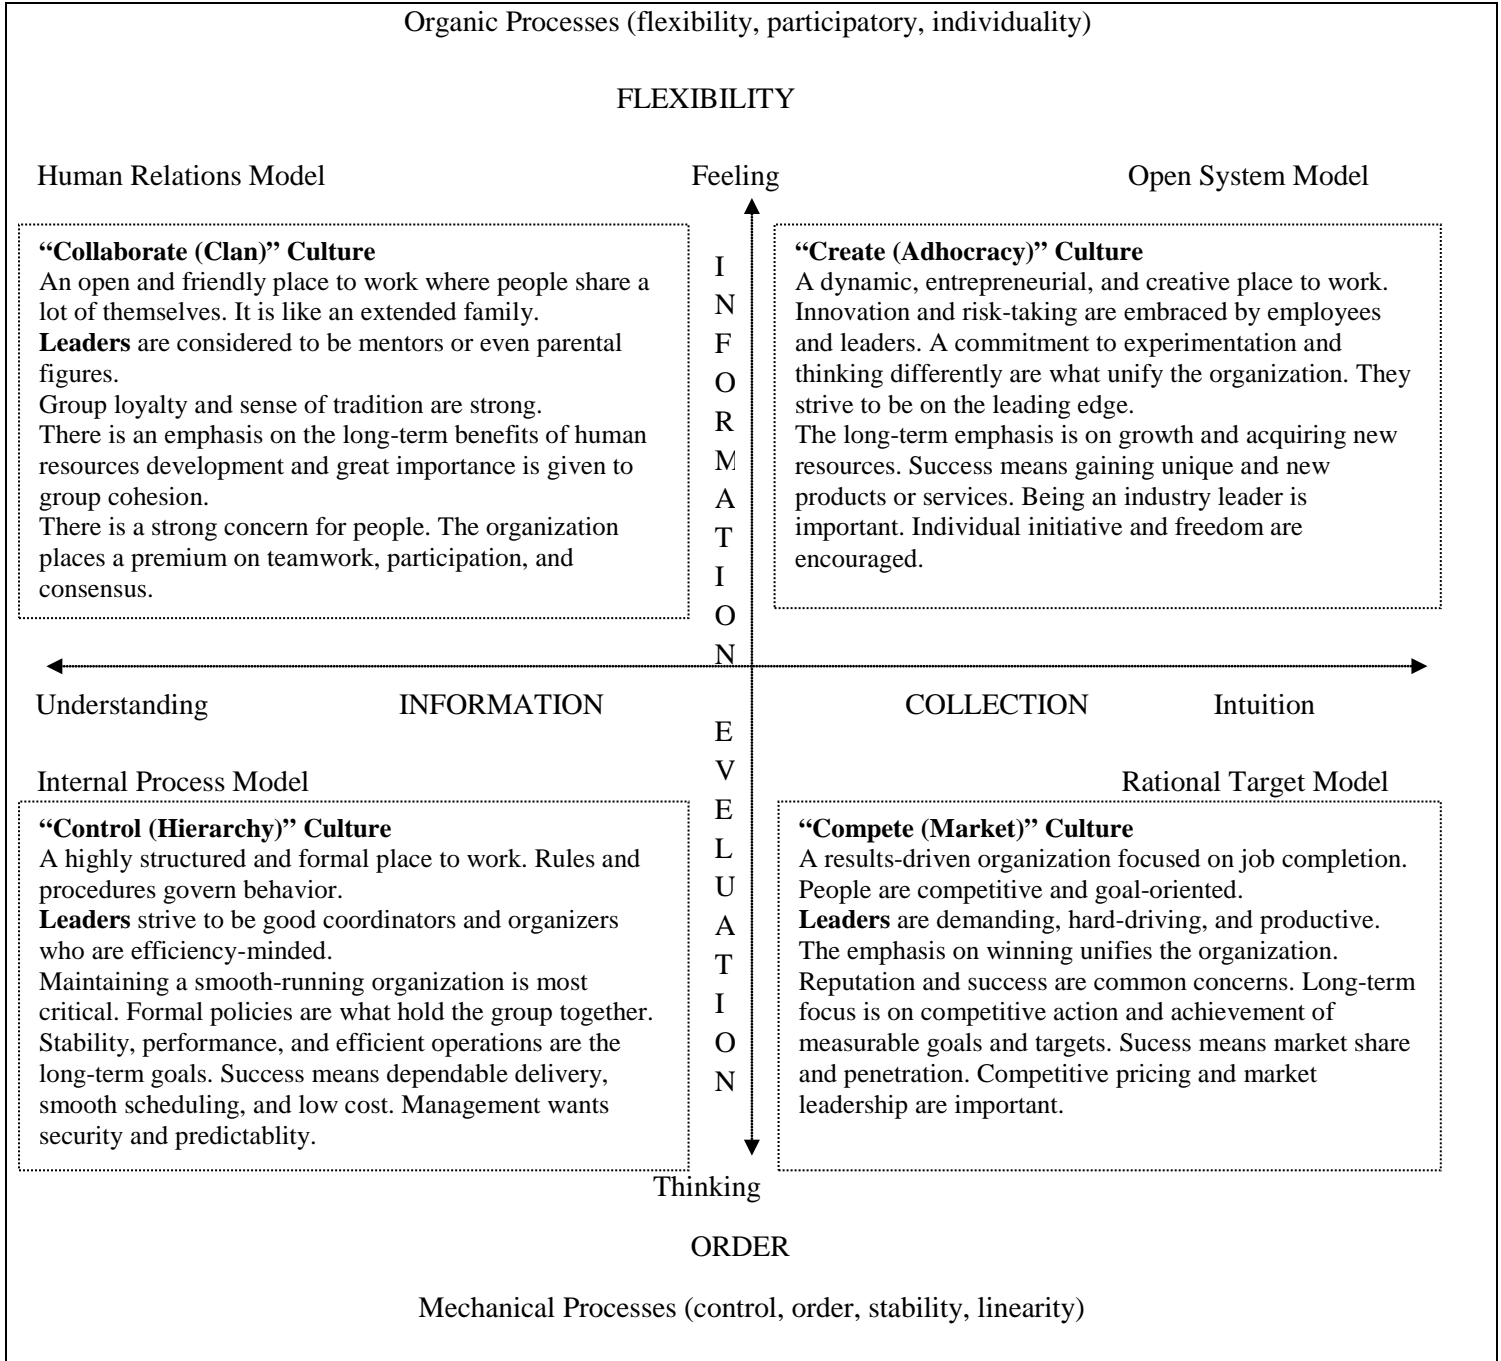 Organic Processes (flexibility, participatory, individuality)
FLEXIBILITY
Human Relations Model
Feeling
Open System Model
“Collaborate (Clan)” Culture
An open and friendly place to work where people share a
lot of themselves. It is like an extended family.
Leaders are considered to be mentors or even parental
figures.
Group loyalty and sense of tradition are strong.
There is an emphasis on the long-term benefits of human
resources development and great importance is given to
group cohesion.
There is a strong concern for people. The organization
places a premium on teamwork, participation, and
consensus.
I
N
F
O
R
M
A
T
I
O
N
“Create (Adhocracy)” Culture
A dynamic, entrepreneurial, and creative place to work.
Innovation and risk-taking are embraced by employees
and leaders. A commitment to experimentation and
thinking differently are what unify the organization. They
strive to be on the leading edge.
The long-term emphasis is on growth and acquiring new
resources. Success means gaining unique and new
products or services. Being an industry leader is
important. Individual initiative and freedom are
encouraged.
Understanding
INFORMATION
COLLECTION
Intuition
Internal Process Model
Rational Target Model
“Control (Hierarchy)” Culture
A highly structured and formal place to work. Rules and
procedures govern behavior.
Leaders strive to be good coordinators and organizers
who are efficiency-minded.
Maintaining a smooth-running organization is most
critical. Formal policies are what hold the group together.
Stability, performance, and efficient operations are the
long-term goals. Success means dependable delivery,
smooth scheduling, and low cost. Management wants
security and predictablity.
E
V
E
L
U
A
T
I
O
N
“Compete (Market)” Culture
A results-driven organization focused on job completion.
People are competitive and goal-oriented.
Leaders are demanding, hard-driving, and productive.
The emphasis on winning unifies the organization.
Reputation and success are common concerns. Long-term
focus is on competitive action and achievement of
measurable goals and targets. Sucess means market share
and penetration. Competitive pricing and market
leadership are important.
Thinking
ORDER
Mechanical Processes (control, order, stability, linearity)